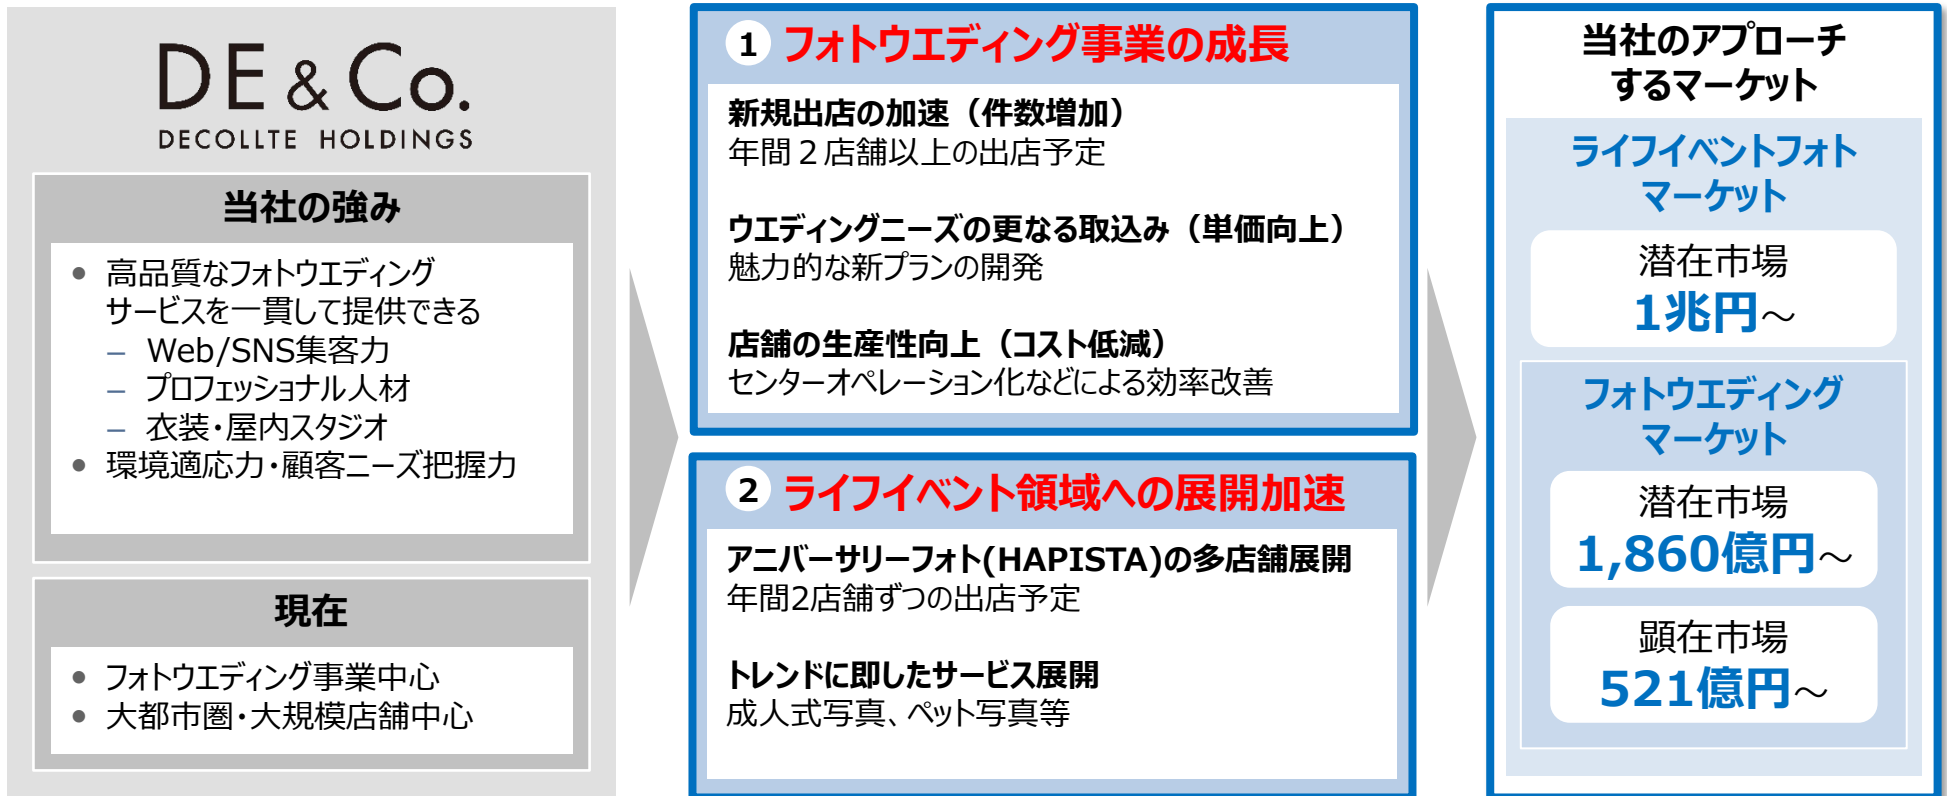 DE & Co.
DECOLLTE HOLDINGS
当社の強み
● 高品質なフォトウエディング
サービスを一貫して提供できる
– Web/SNS集客力
– プロフェッショナル人材
– 衣装・屋内スタジオ
● 環境適応力・顧客ニーズ把握力
現在
● フォトウエディング事業中心
● 大都市圏・大規模店舗中心
1 フォトウエディング事業の成長
新規出店の加速（件数増加）
年間２店舗以上の出店予定
ウエディングニーズの更なる取込み（単価向上）
魅力的な新プランの開発
店舗の生産性向上（コスト低減）
センターオペレーション化などによる効率改善
2 ライフイベント領域への展開加速
アニバーサリーフォト(HAPISTA)の多店舗展開
年間2店舗ずつの出店予定
トレンドに即したサービス展開
成人式写真、ペット写真等
当社のアプローチ
するマーケット
ライフイベントフォト
マーケット
潜在市場
1兆円～
フォトウエディング
マーケット
潜在市場
1,860億円～
顕在市場
521億円～